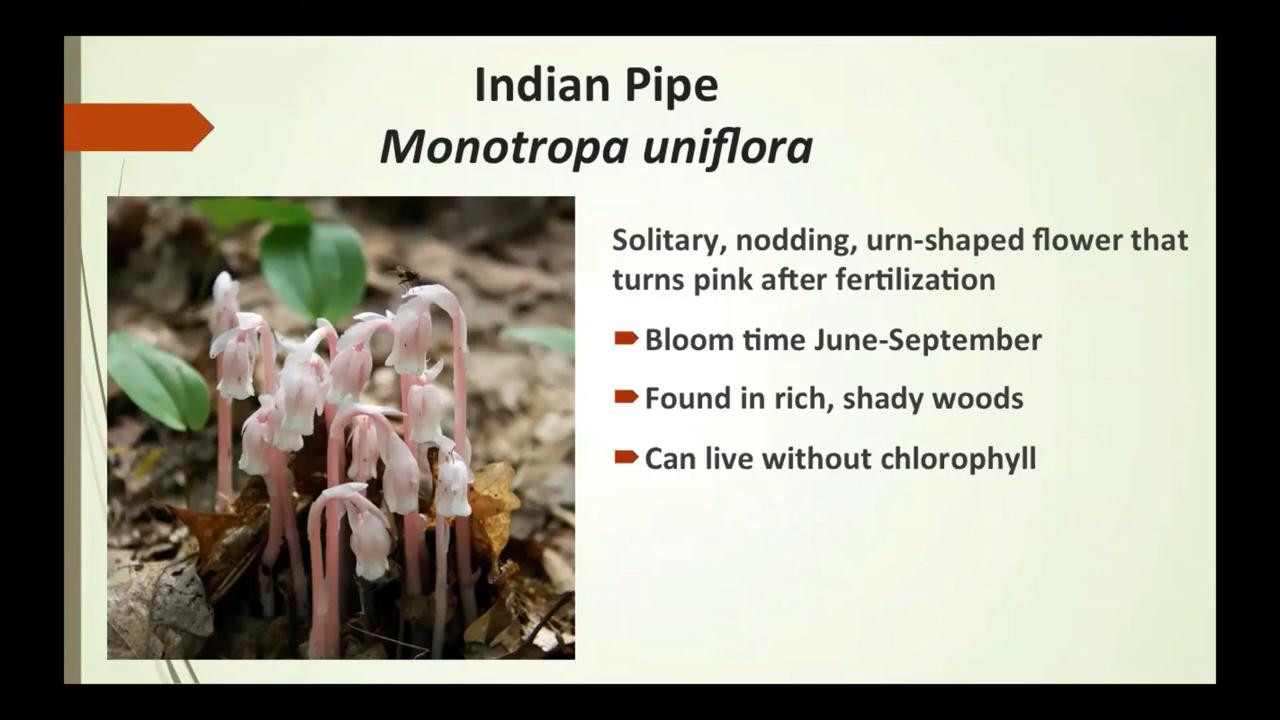 Indian Pipe
Monotropa uniflora
Solitary, nodding, urn-shaped flower that
turns pink after fertilization
Bloom time June-September
Found in rich, shady woods
Can live without chlorophyll